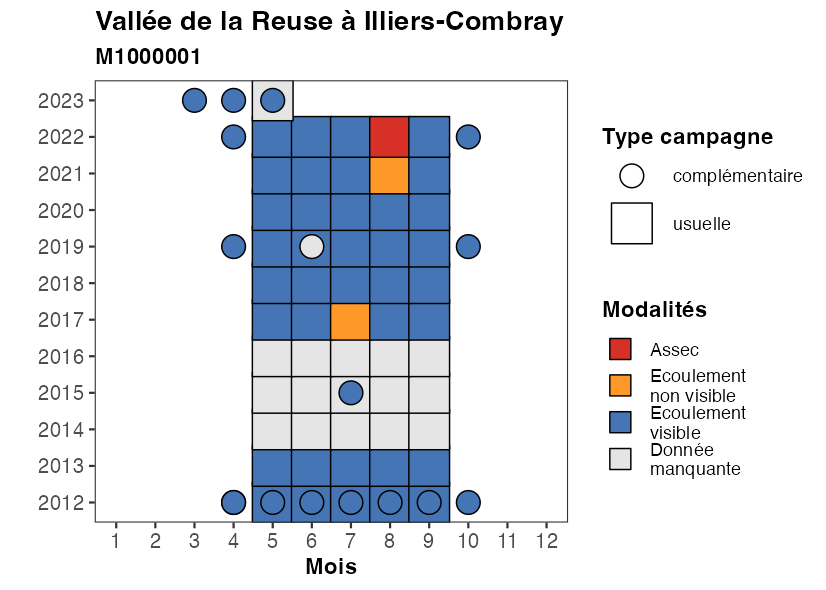 Vallée de la Reuse à Illiers-Combray
M1000001
2023
2022
2021
2020
2019
2018
2017
2016
2015
2014
2013
2012
1 2 3 4 5 6 7 8 9 10 11 12
Mois
Type campagne
complémentaire
usuelle
Modalités
Assec
Ecoulement
non visible
Ecoulement
visible
Donnée
manquante